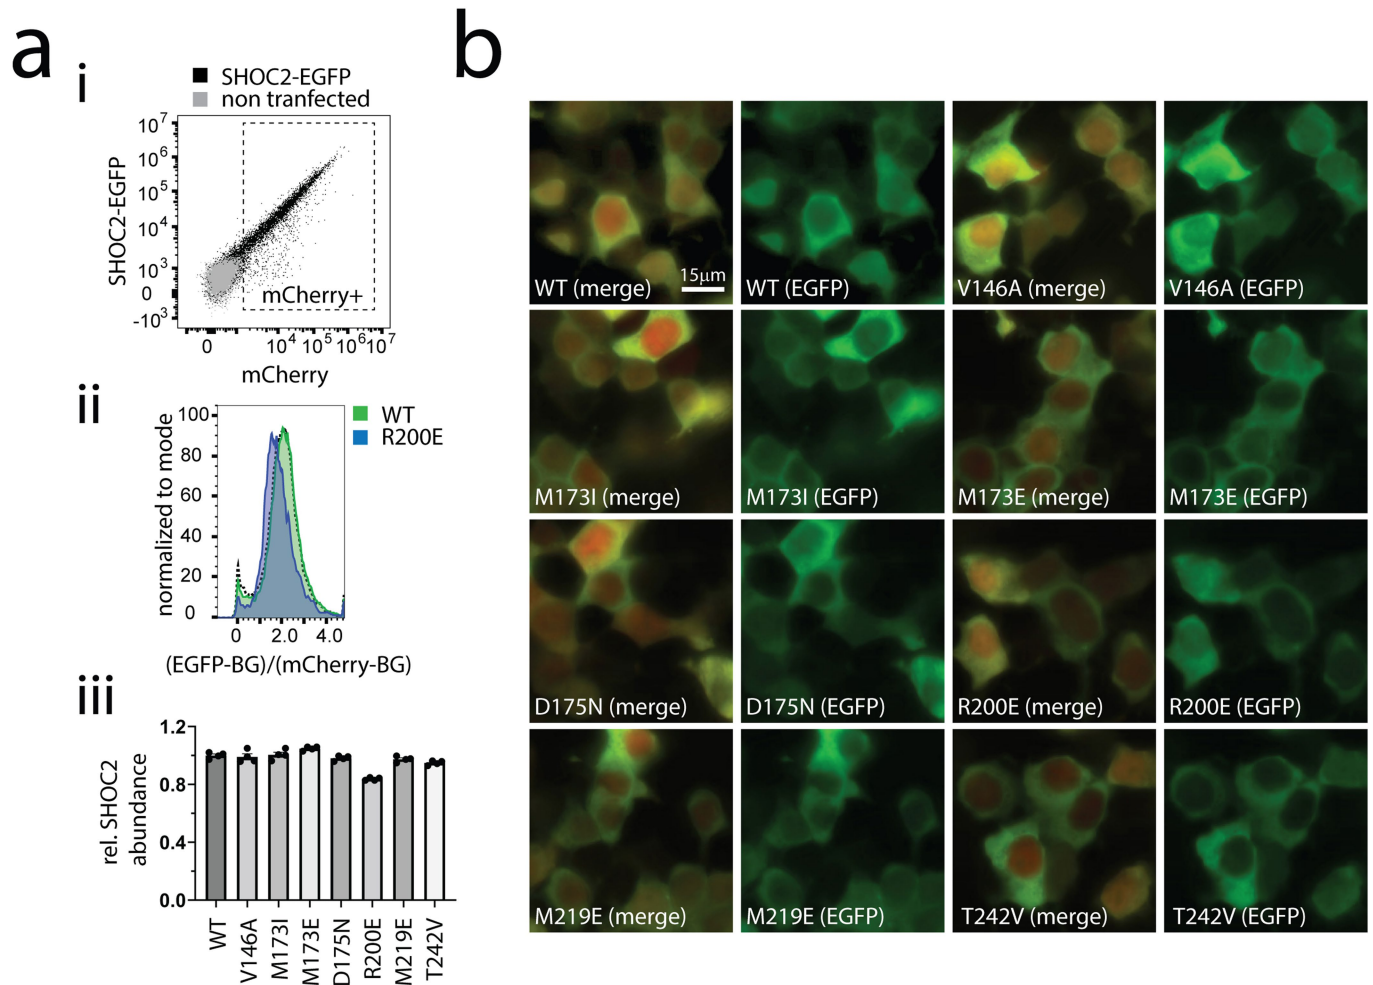 a
i
SHOC2-EGFP
non tranfected
SHOC2-EGFP
10^7
10^6
10^5
10^4
10^3
0
-10^3
mCherry+
0 10^4 10^5 10^6 10^7
mCherry
ii
WT
R200E
normalized to mode
100
80
60
40
20
0
0 2.0 4.0
(EGFP-BG)/(mCherry-BG)
iii
rel. SHOC2
abundance
1.2
0.8
0.4
0.0
WT
V146A
M173I
M173E
D175N
R200E
M219E
T242V
b
15µm
WT (merge)
WT (EGFP)
V146A (merge)
V146A (EGFP)
M173I (merge)
M173I (EGFP)
M173E (merge)
M173E (EGFP)
D175N (merge)
D175N (EGFP)
R200E (merge)
R200E (EGFP)
M219E (merge)
M219E (EGFP)
T242V (merge)
T242V (EGFP)